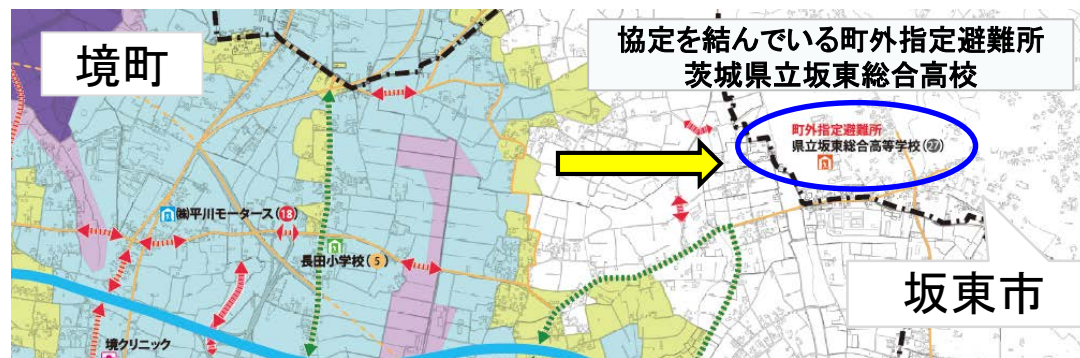 境町
協定を結んでいる町外指定避難所
茨城県立坂東総合高校
町外指定避難所
県立坂東総合高等学校(27)
㈱平川モータース(18)
長田小学校(5)
坂東市
境クリニック